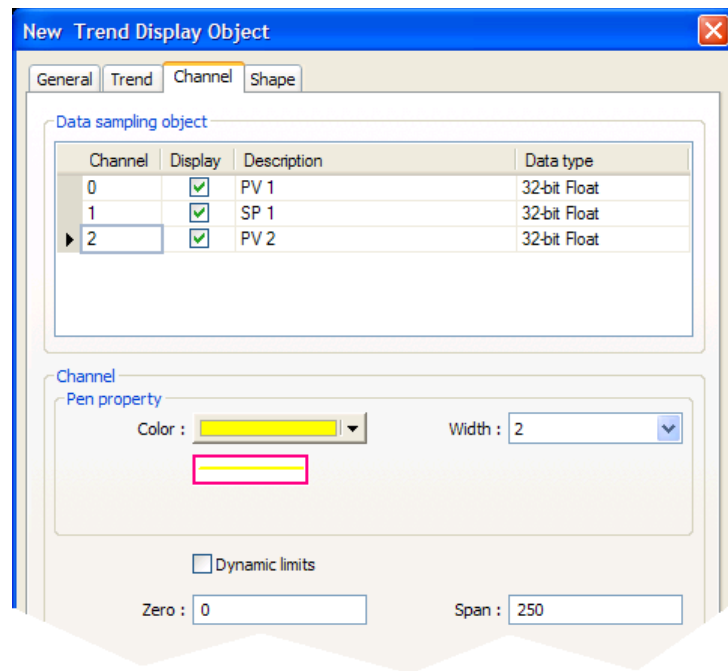 New Trend Display Object
General Trend Channel Shape
Data sampling object
Channel Display Description Data type
0 PV 1 32-bit Float
1 SP 1 32-bit Float
2 PV 2 32-bit Float
Channel
Pen property
Color : Width : 2
Dynamic limits
Zero : 0 Span : 250